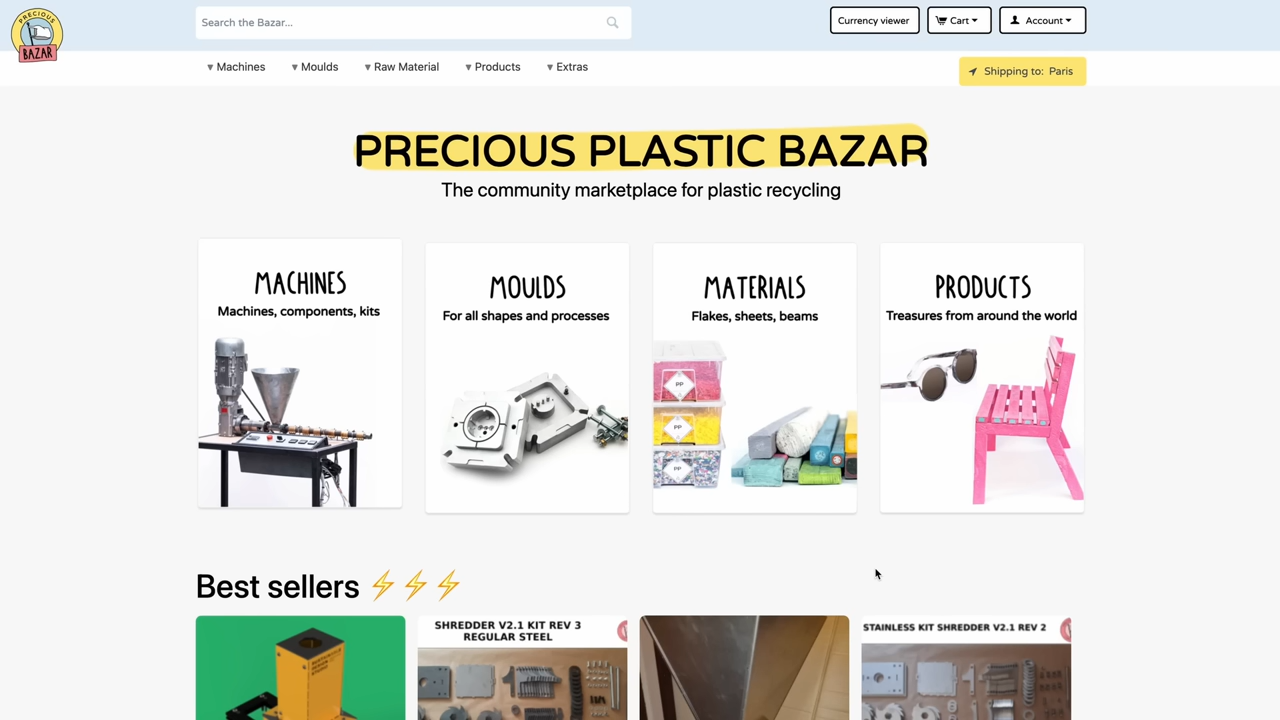 PRECIOUS
BAZAR
Search the Bazar...
Currency viewer
Cart
Account
Machines
Moulds
Raw Material
Products
Extras
Shipping to: Paris
PRECIOUS PLASTIC BAZAR
The community marketplace for plastic recycling
MACHINES
Machines, components, kits
MOULDS
For all shapes and processes
MATERIALS
Flakes, sheets, beams
PP
PP
PP
PRODUCTS
Treasures from around the world
Best sellers
SHREDDER V2.1 KIT REV 3
REGULAR STEEL
STAINLESS KIT SHREDDER V2.1 REV 2